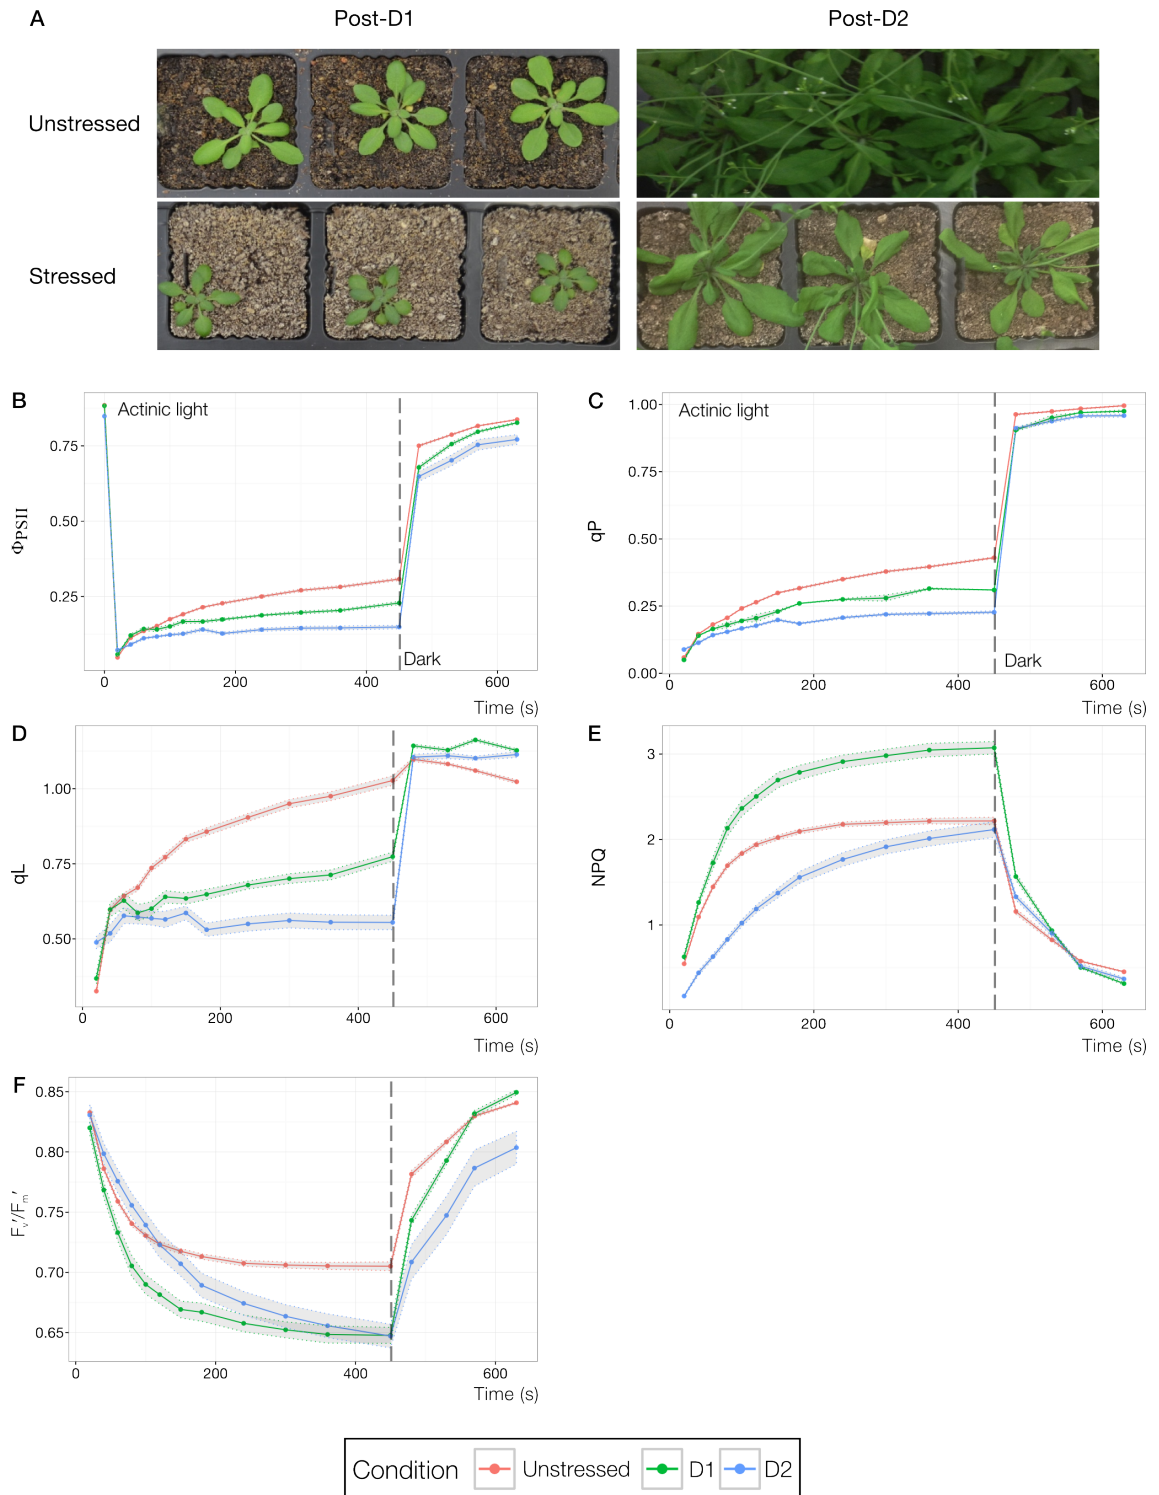 A Post-D1 Post-D2
Unstressed
Stressed
B
Actinic light
0.75
0.50
0.25
ΦPSII
Dark
0 200 400 600
Time (s)
C
Actinic light
1.00
0.75
0.50
0.25
0.00
qP
Dark
0 200 400 600
Time (s)
D
1.00
0.75
0.50
qL
0 200 400 600
Time (s)
E
3
2
1
NPQ
0 200 400 600
Time (s)
F
0.85
0.80
0.75
0.70
0.65
Fv'/Fm'
0 200 400 600
Time (s)
Condition Unstressed D1 D2